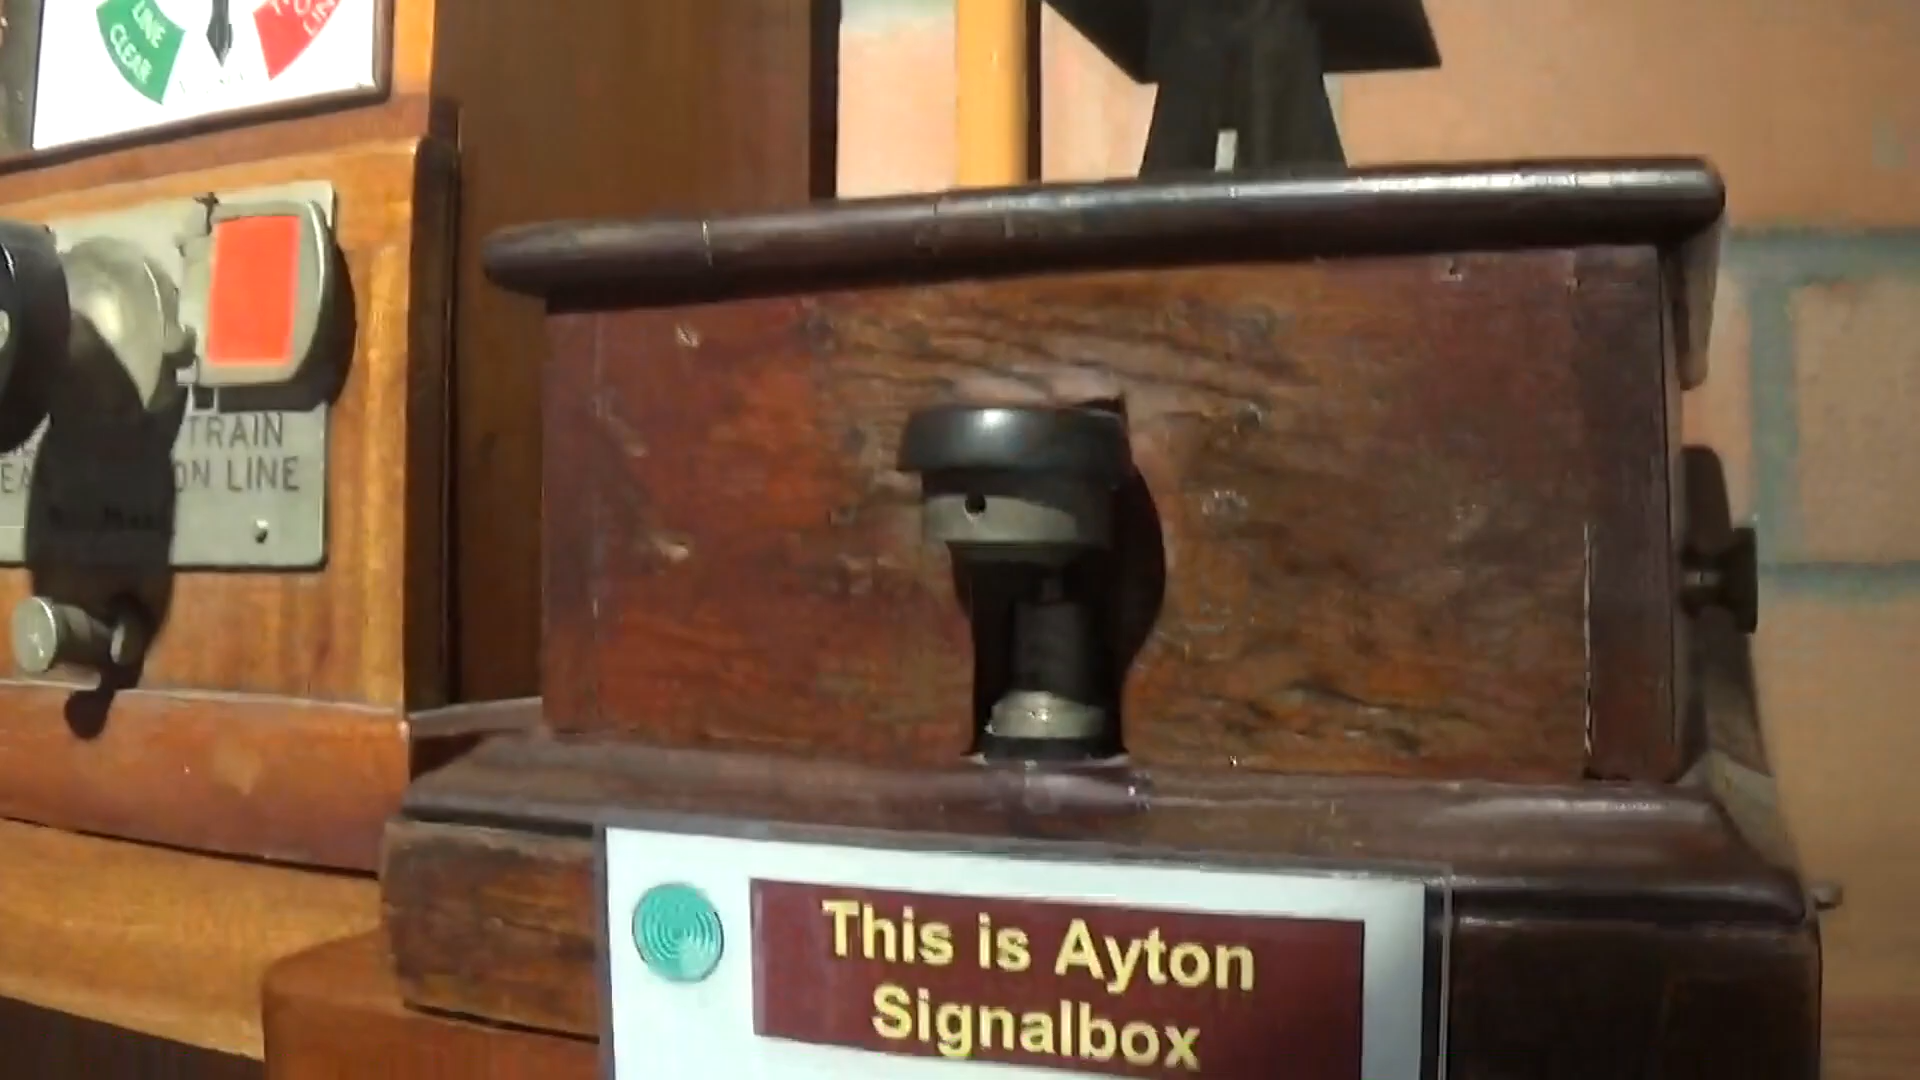 LINE
CLEAR
TRAIN
ON LINE
This is Ayton
Signalbox